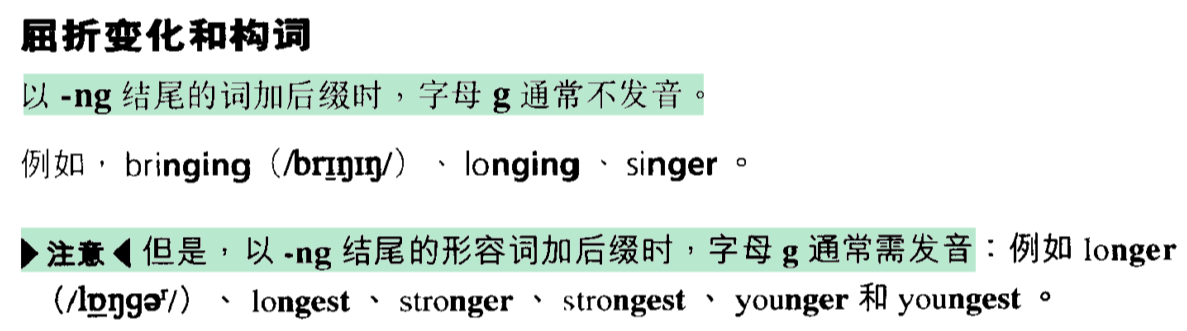 屈折变化和构词
以 -ng 结尾的词加后缀时，字母 g 通常不发音。
例如，bringing（/brɪŋɪŋ/）、longing、singer。
▶注意◀ 但是，以 -ng 结尾的形容词加后缀时，字母 g 通常需发音：例如 longer
（/lɒŋgəʳ/）、longest、stronger、strongest、younger 和 youngest。